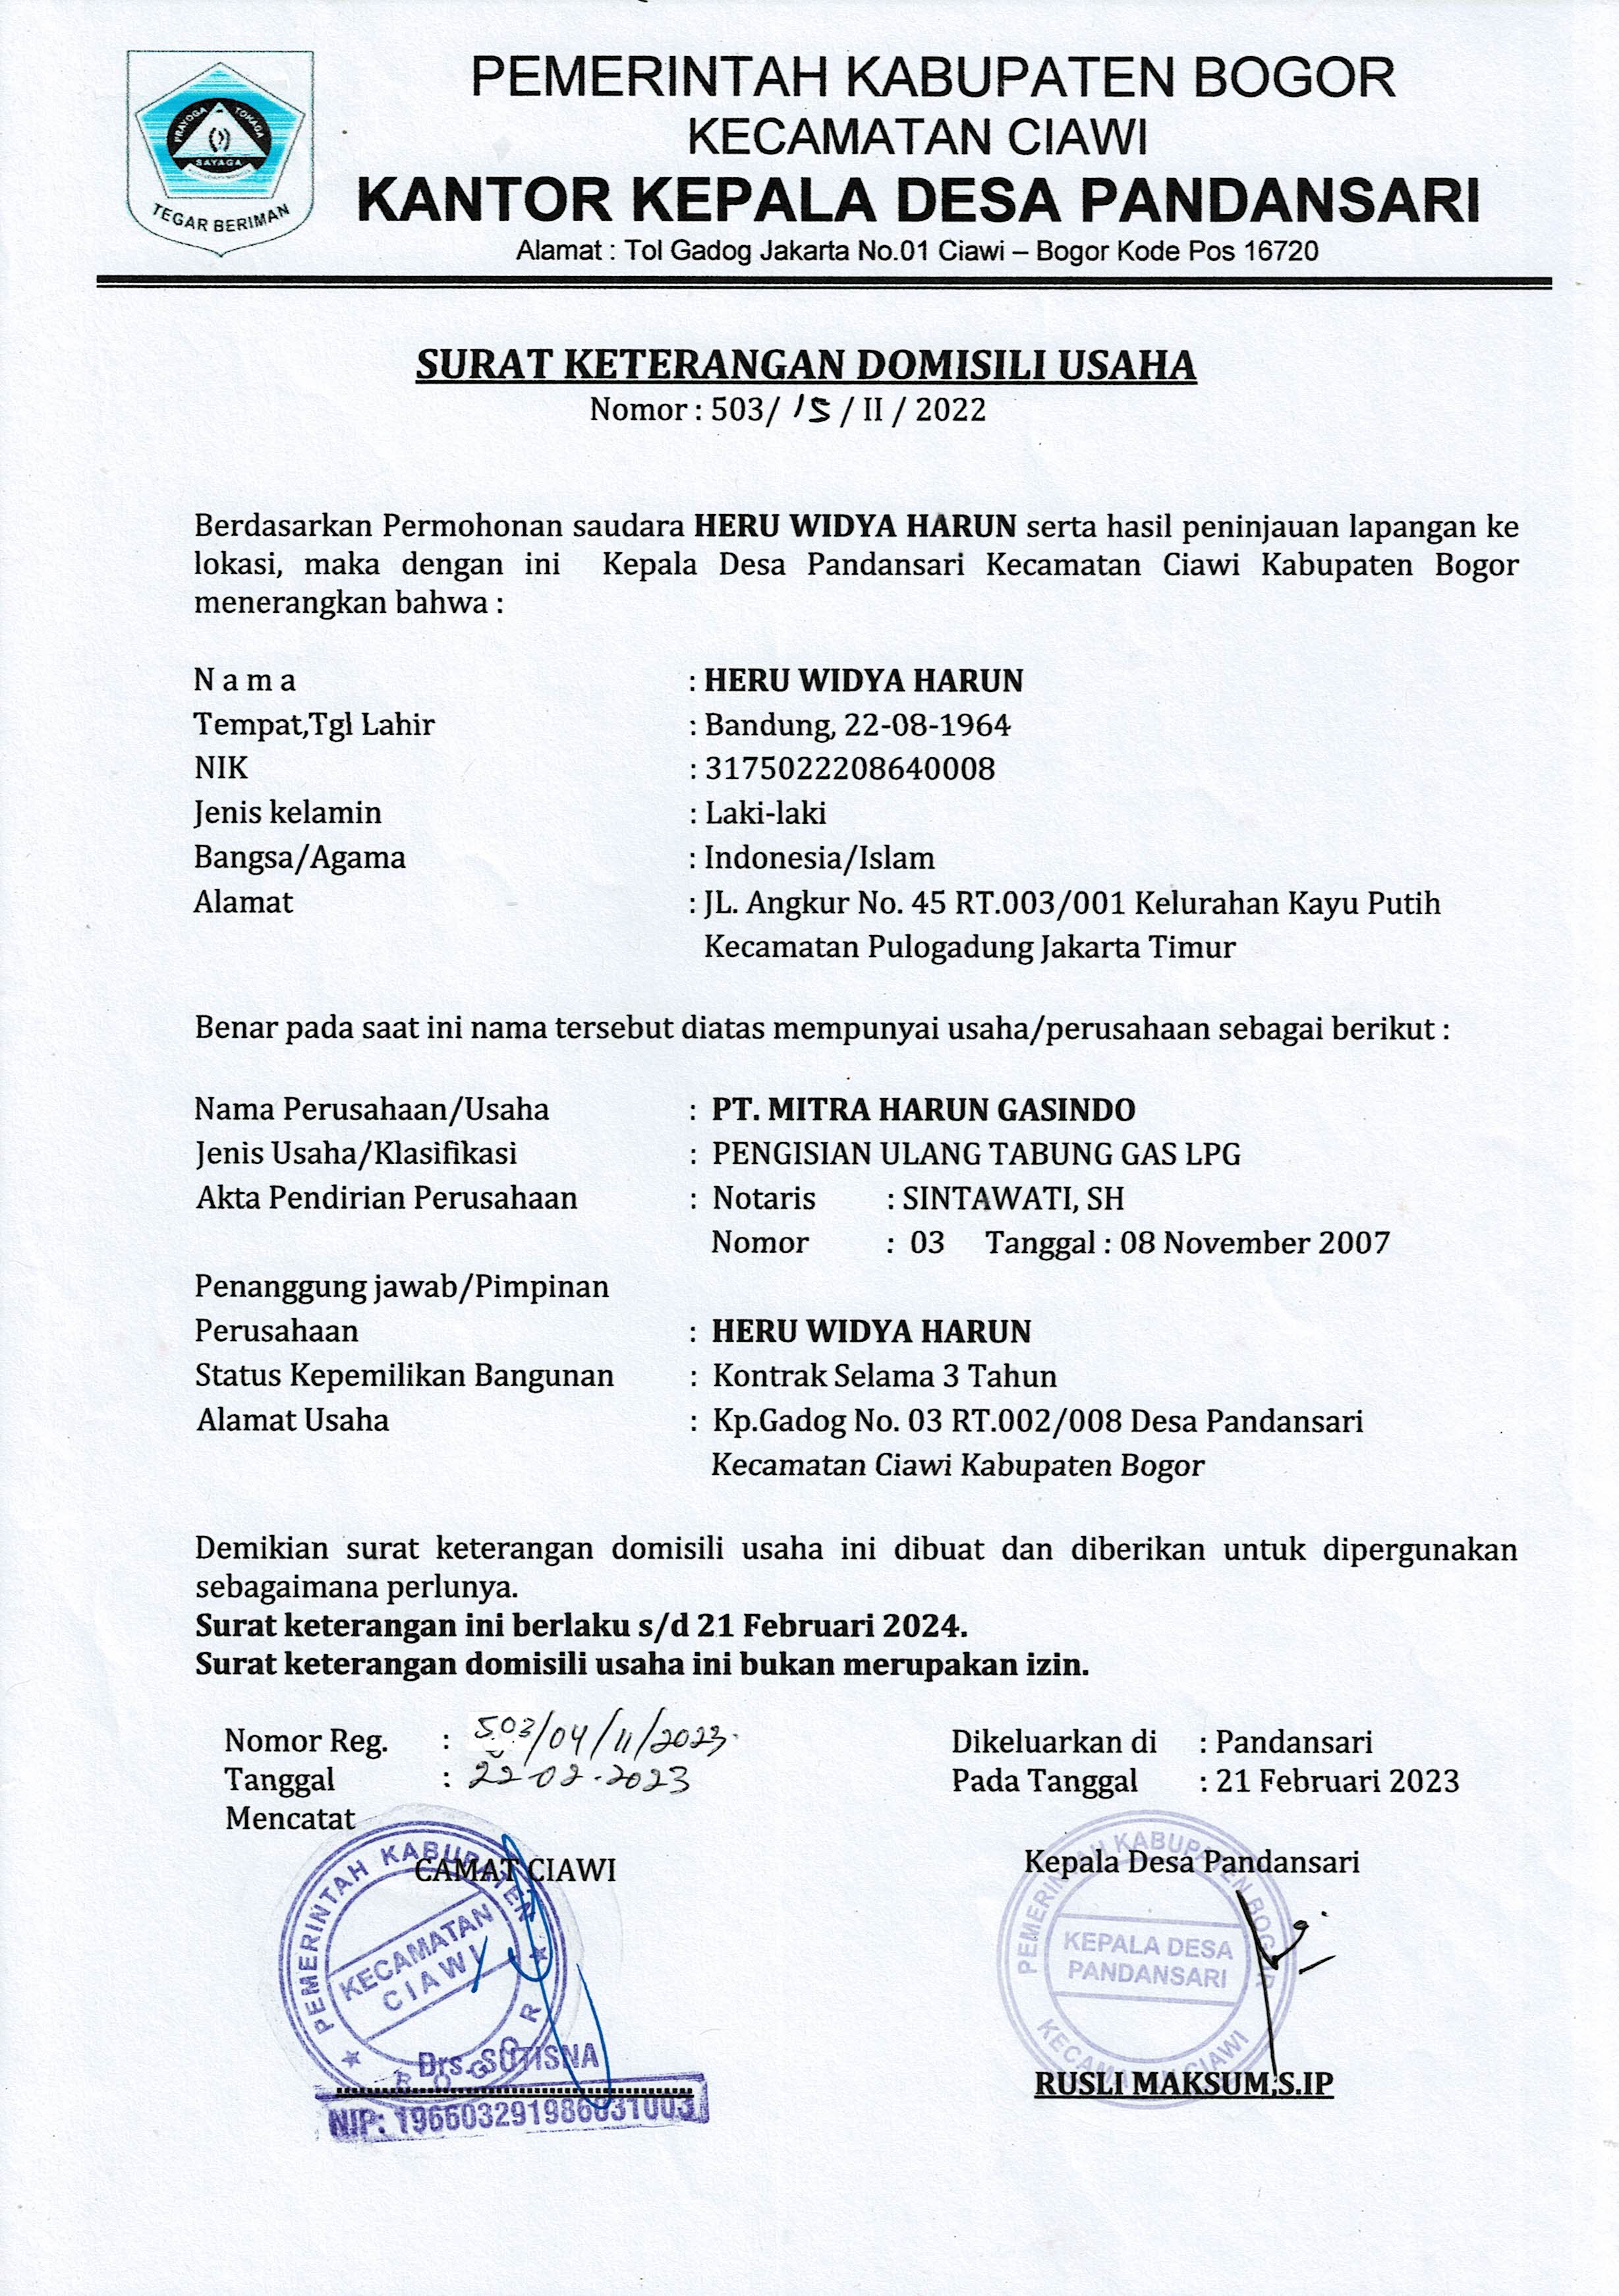 PRAYOGA TOHAGA
SAYAGA
TEGAR BERIMAN
PEMERINTAH KABUPATEN BOGOR
KECAMATAN CIAWI
KANTOR KEPALA DESA PANDANSARI
Alamat : Tol Gadog Jakarta No.01 Ciawi – Bogor Kode Pos 16720
SURAT KETERANGAN DOMISILI USAHA
Nomor : 503/ 15 / II / 2022
Berdasarkan Permohonan saudara HERU WIDYA HARUN serta hasil peninjauan lapangan ke
lokasi, maka dengan ini Kepala Desa Pandansari Kecamatan Ciawi Kabupaten Bogor
menerangkan bahwa :
N a m a : HERU WIDYA HARUN
Tempat,Tgl Lahir : Bandung, 22-08-1964
NIK : 3175022208640008
Jenis kelamin : Laki-laki
Bangsa/Agama : Indonesia/Islam
Alamat : JL. Angkur No. 45 RT.003/001 Kelurahan Kayu Putih
Kecamatan Pulogadung Jakarta Timur
Benar pada saat ini nama tersebut diatas mempunyai usaha/perusahaan sebagai berikut :
Nama Perusahaan/Usaha : PT. MITRA HARUN GASINDO
Jenis Usaha/Klasifikasi : PENGISIAN ULANG TABUNG GAS LPG
Akta Pendirian Perusahaan : Notaris : SINTAWATI, SH
Nomor : 03 Tanggal : 08 November 2007
Penanggung jawab/Pimpinan
Perusahaan : HERU WIDYA HARUN
Status Kepemilikan Bangunan : Kontrak Selama 3 Tahun
Alamat Usaha : Kp.Gadog No. 03 RT.002/008 Desa Pandansari
Kecamatan Ciawi Kabupaten Bogor
Demikian surat keterangan domisili usaha ini dibuat dan diberikan untuk dipergunakan
sebagaimana perlunya.
Surat keterangan ini berlaku s/d 21 Februari 2024.
Surat keterangan domisili usaha ini bukan merupakan izin.
Nomor Reg. : 503/04/11/2023.
Tanggal : 22-02-2023
Mencatat
CAMAT CIAWI
PEMERINTAH KABUPATEN
BOGOR
KECAMATAN
CIAWI
Drs. SUTISNA
NIP: 196603291986031003
Dikeluarkan di : Pandansari
Pada Tanggal : 21 Februari 2023
Kepala Desa Pandansari
PEMERINTAH KABUPATEN BOGOR
KEPALA DESA
PANDANSARI
KECAMATAN CIAWI
RUSLI MAKSUM,S.IP